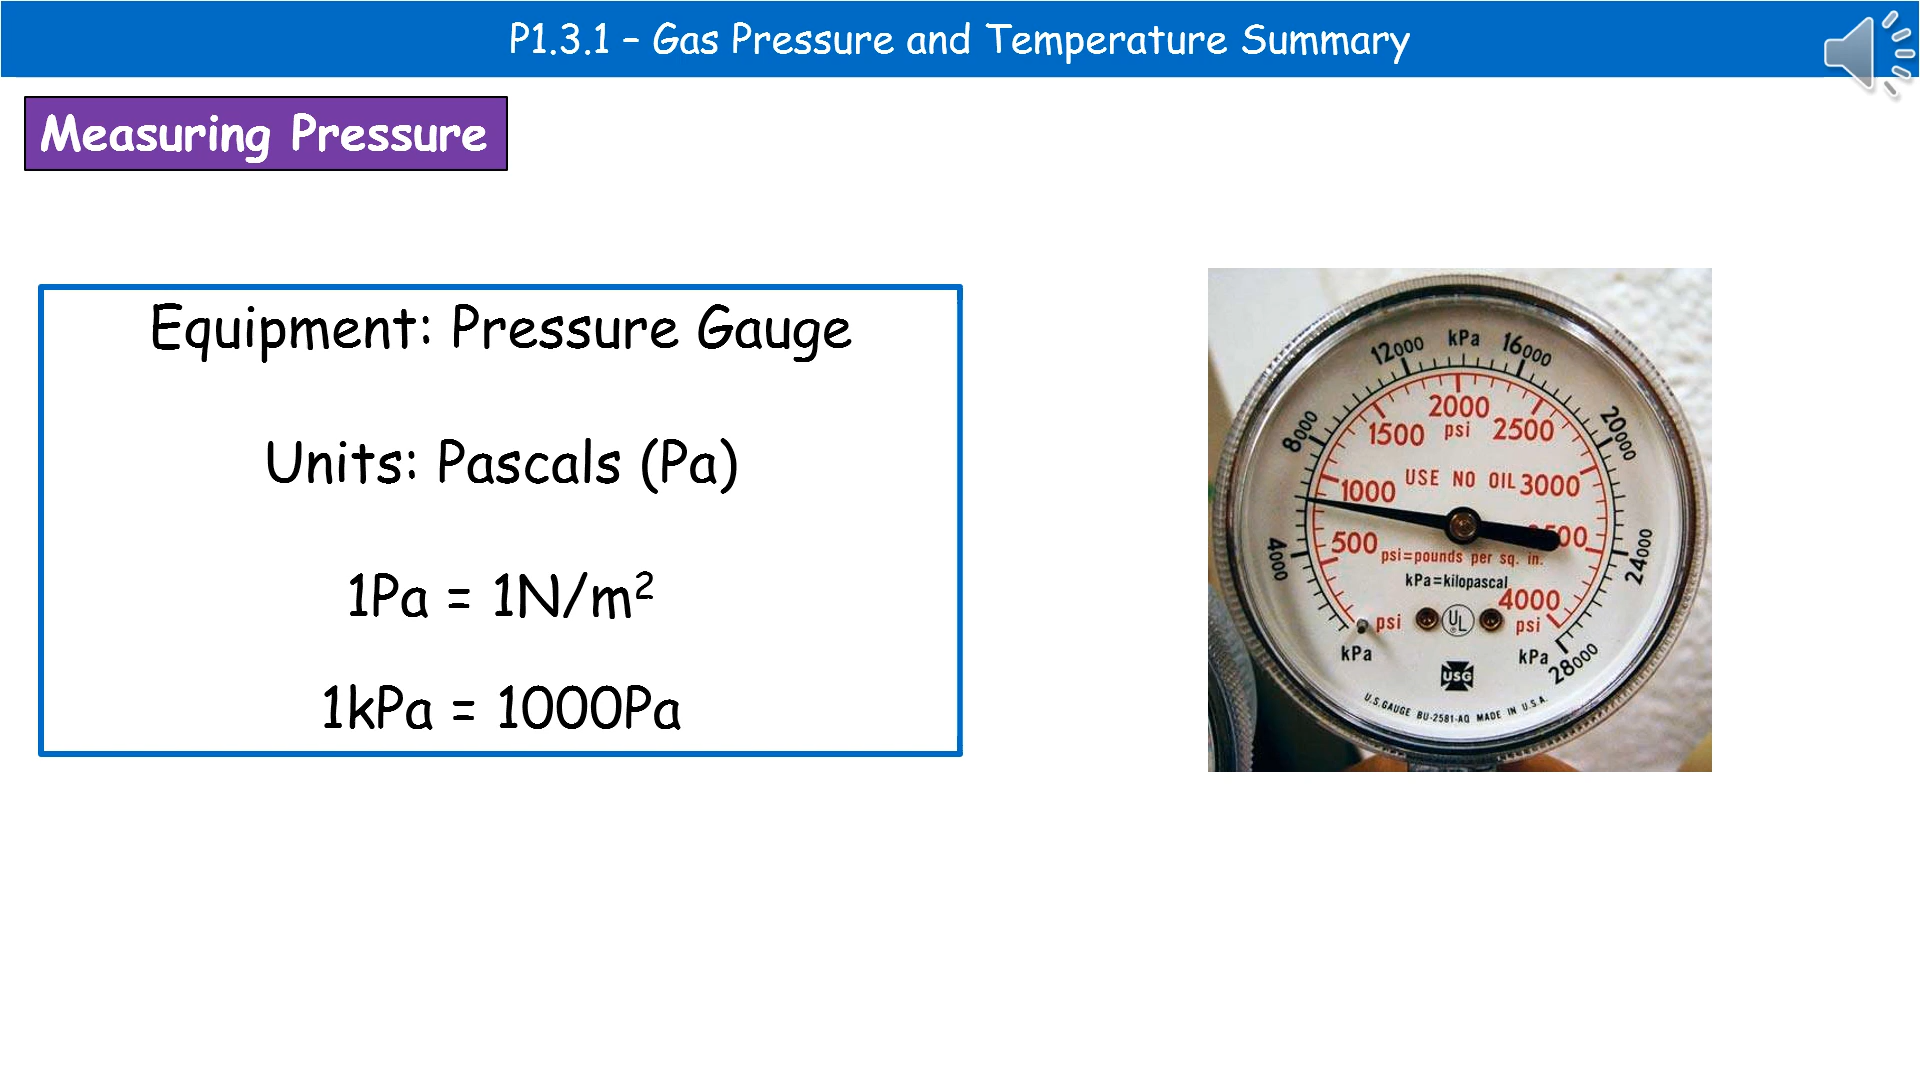 P1.3.1 – Gas Pressure and Temperature Summary
Measuring Pressure
Equipment: Pressure Gauge
Units: Pascals (Pa)
1Pa = 1N/m²
1kPa = 1000Pa
kPa
4000
8000
12000
16000
20000
24000
28000
kPa
kPa
psi
500
1000
1500
2000
2500
3000
4000
psi
psi
USE NO OIL
psi=pounds per sq. in.
kPa=kilopascal
UL
USG
U.S.GAUGE BU-2581-AQ MADE IN U.S.A.